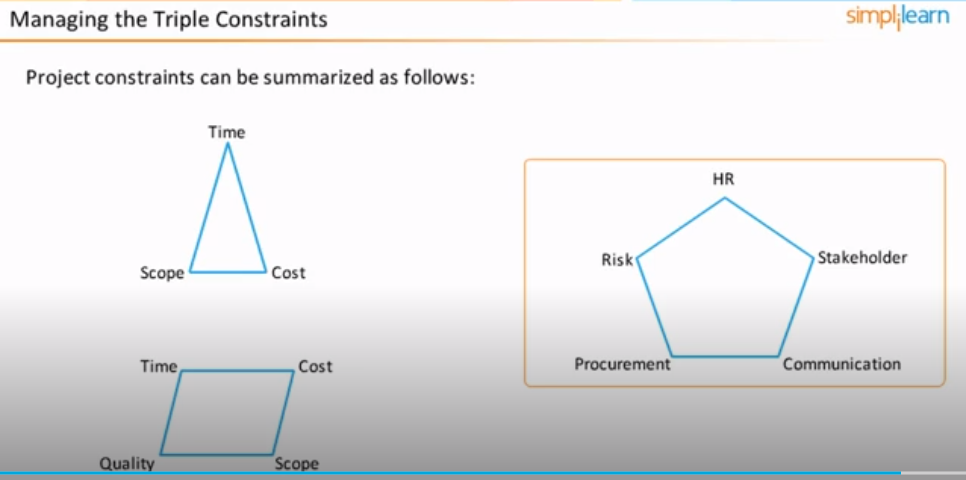 Managing the Triple Constraints
simplilearn
Project constraints can be summarized as follows:
Time
Scope
Cost
HR
Risk
Stakeholder
Procurement
Communication
Time
Cost
Quality
Scope